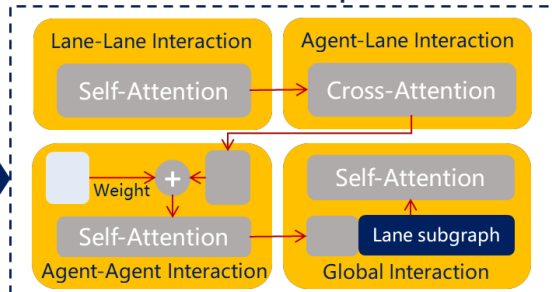 Lane-Lane Interaction
Self-Attention
Agent-Lane Interaction
Cross-Attention
Weight
+
Self-Attention
Agent-Agent Interaction
Self-Attention
Lane subgraph
Global Interaction